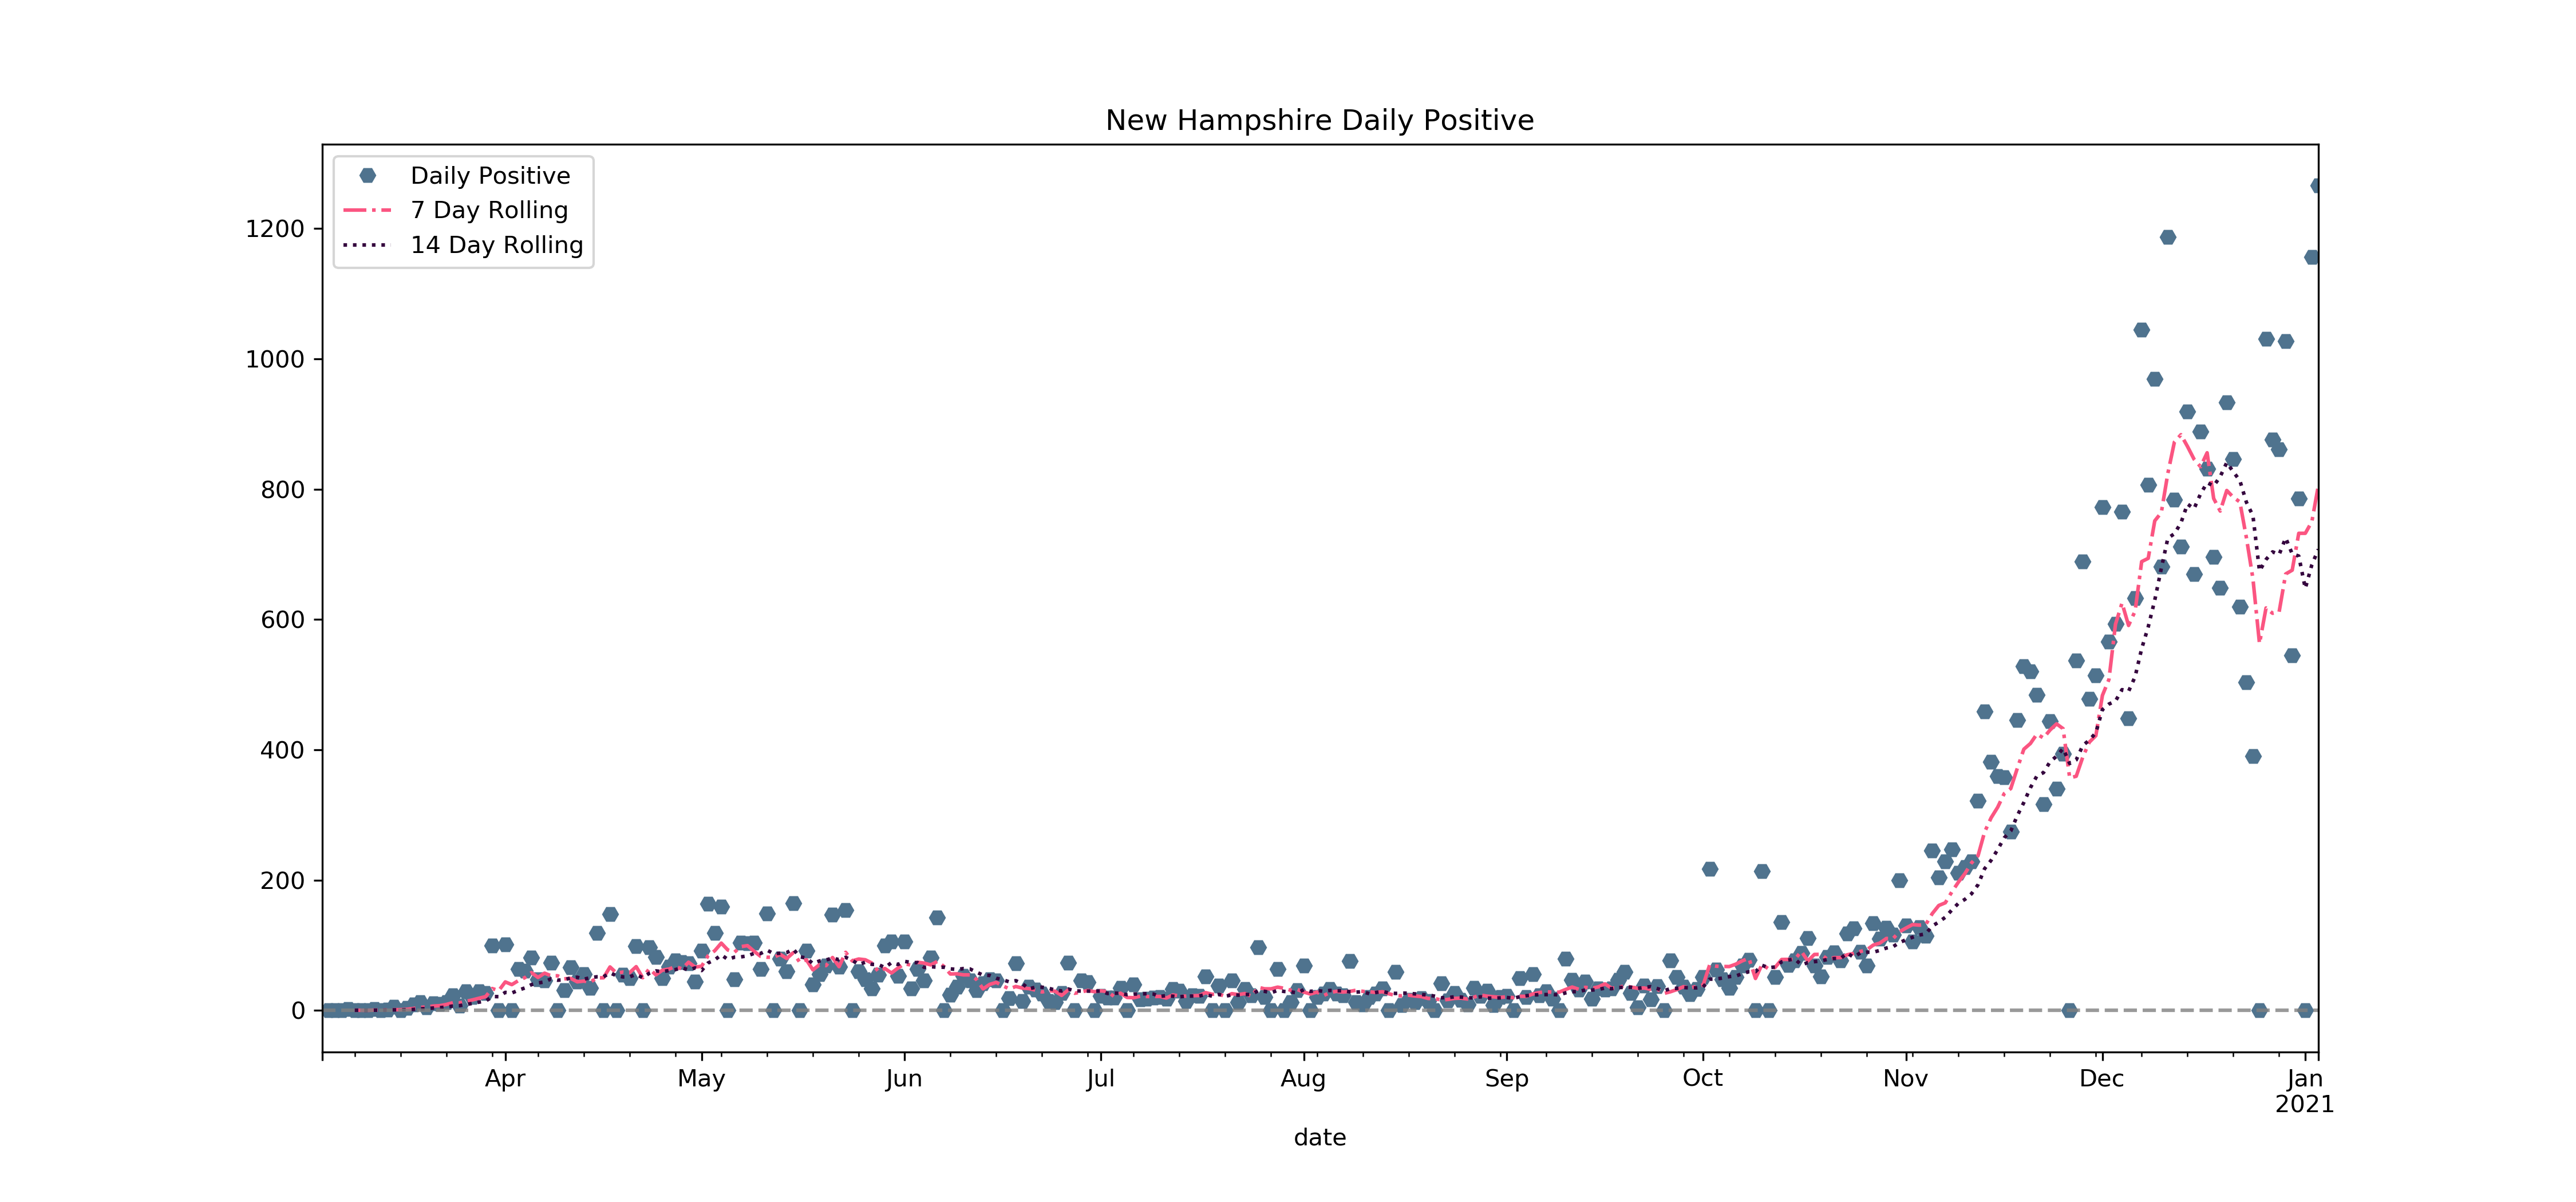 New Hampshire Daily Positive
Daily Positive
7 Day Rolling
14 Day Rolling
1200
1000
800
600
400
200
0
Apr May Jun Jul Aug Sep Oct Nov Dec Jan
2021
date